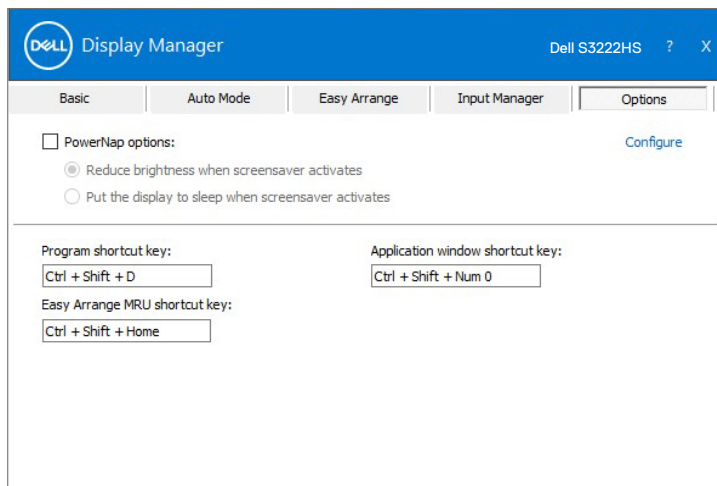 DELL Display Manager Dell S3222HS ? X
Basic Auto Mode Easy Arrange Input Manager Options
PowerNap options: Configure
Reduce brightness when screensaver activates
Put the display to sleep when screensaver activates
Program shortcut key: Application window shortcut key:
Ctrl + Shift + D Ctrl + Shift + Num 0
Easy Arrange MRU shortcut key:
Ctrl + Shift + Home